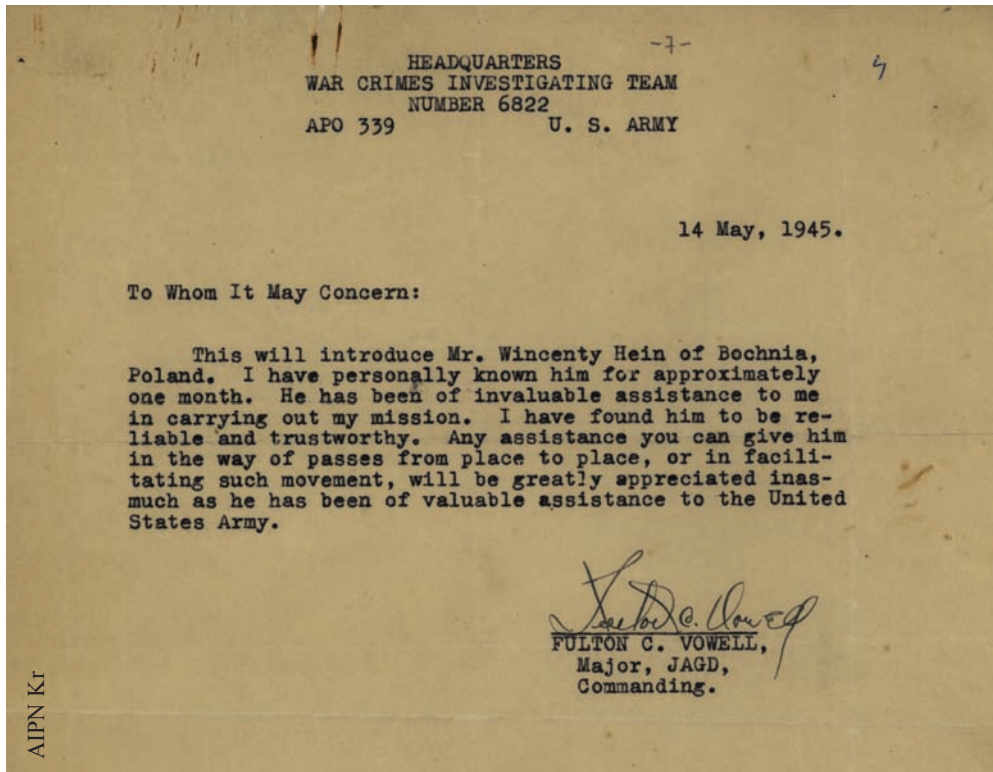 -7-
HEADQUARTERS
WAR CRIMES INVESTIGATING TEAM
NUMBER 6822
APO 339 U. S. ARMY
14 May, 1945.
To Whom It May Concern:
This will introduce Mr. Wincenty Hein of Bochnia,
Poland. I have personally known him for approximately
one month. He has been of invaluable assistance to me
in carrying out my mission. I have found him to be re-
liable and trustworthy. Any assistance you can give him
in the way of passes from place to place, or in facili-
tating such movement, will be greatly appreciated inas-
much as he has been of valuable assistance to the United
States Army.
Fulton C. Vowell
FULTON C. VOWELL,
Major, JAGD,
Commanding.
AIPN Kr